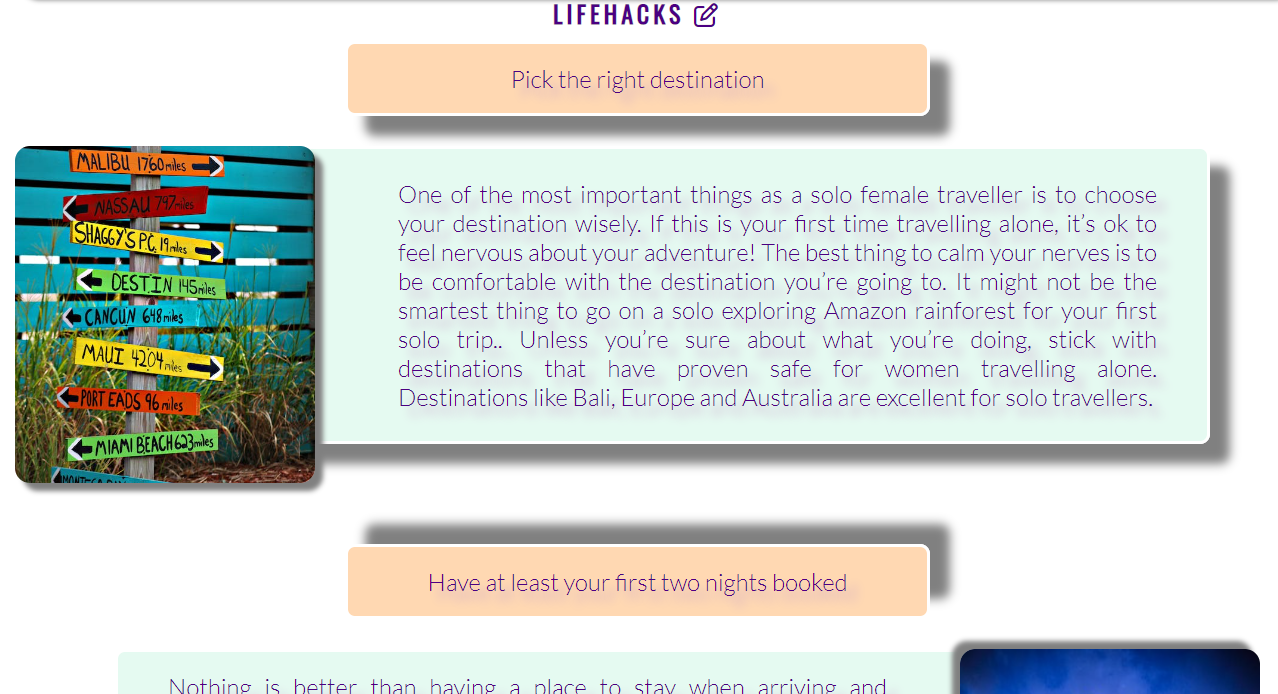 LIFEHACKS
Pick the right destination
MALIBU 1760 miles
NASSAU 797 miles
SHAGGY'S P.C. 19 miles
DESTIN 145 miles
CANCUN 648 miles
MAUI 4204 miles
PORT EADS 96 miles
MIAMI BEACH 623 miles
One of the most important things as a solo female traveller is to choose
your destination wisely. If this is your first time travelling alone, it’s ok to
feel nervous about your adventure! The best thing to calm your nerves is to
be comfortable with the destination you’re going to. It might not be the
smartest thing to go on a solo exploring Amazon rainforest for your first
solo trip.. Unless you’re sure about what you’re doing, stick with
destinations that have proven safe for women travelling alone.
Destinations like Bali, Europe and Australia are excellent for solo travellers.
Have at least your first two nights booked
Nothing is better than having a place to stay when arriving and